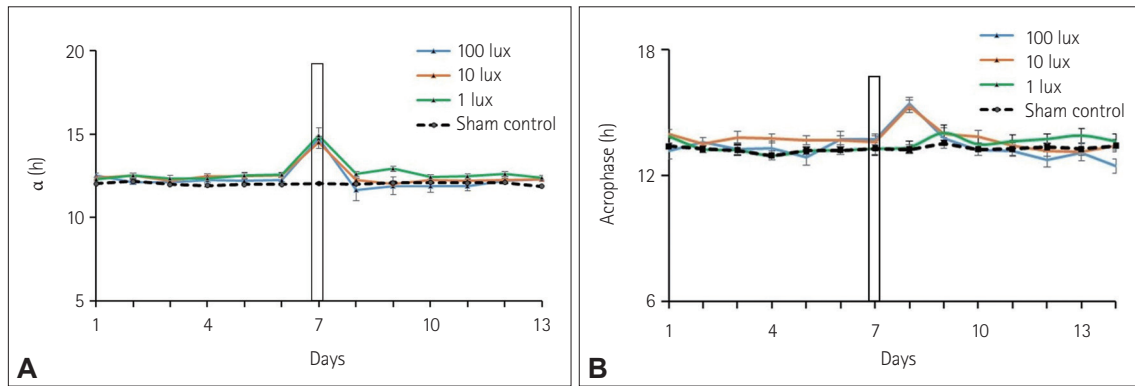 20
15
10
5
α (h)
100 lux
10 lux
1 lux
Sham control
1 4 7 10 13
Days
A
18
12
6
Acrophase (h)
100 lux
10 lux
1 lux
Sham control
1 4 7 10 13
Days
B